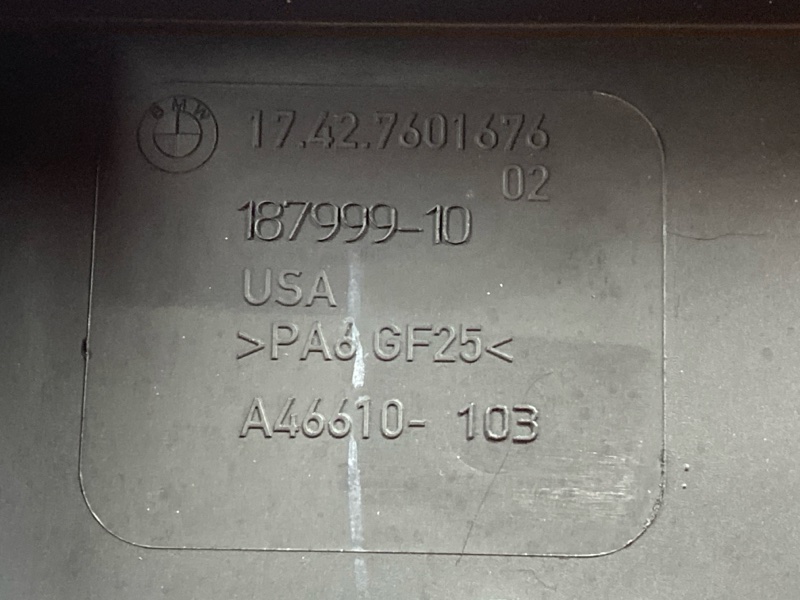 BMW
17.42.7601676
02
187999-10
USA
>PA6 GF25<
A46610- 103